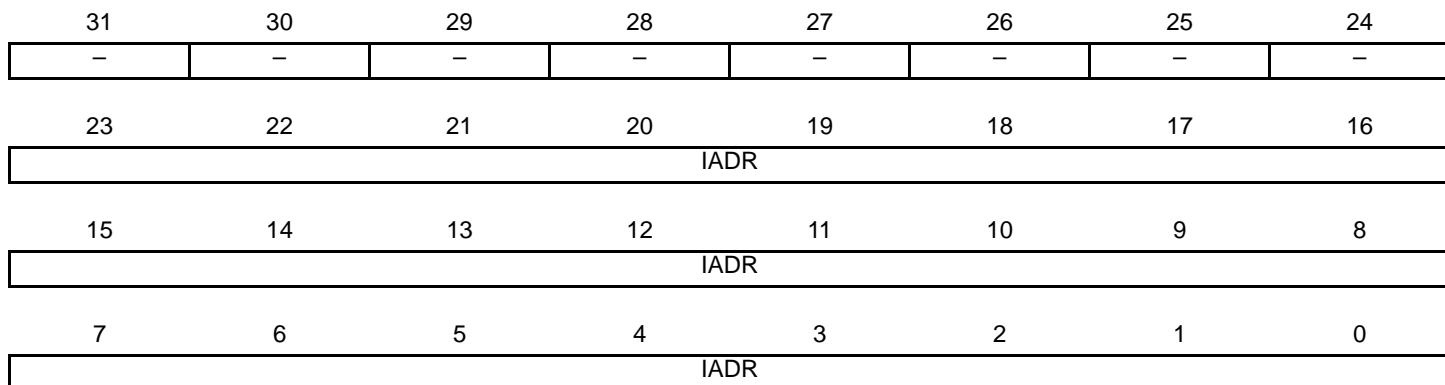 31 30 29 28 27 26 25 24
– – – – – – – –
23 22 21 20 19 18 17 16
IADR
15 14 13 12 11 10 9 8
IADR
7 6 5 4 3 2 1 0
IADR